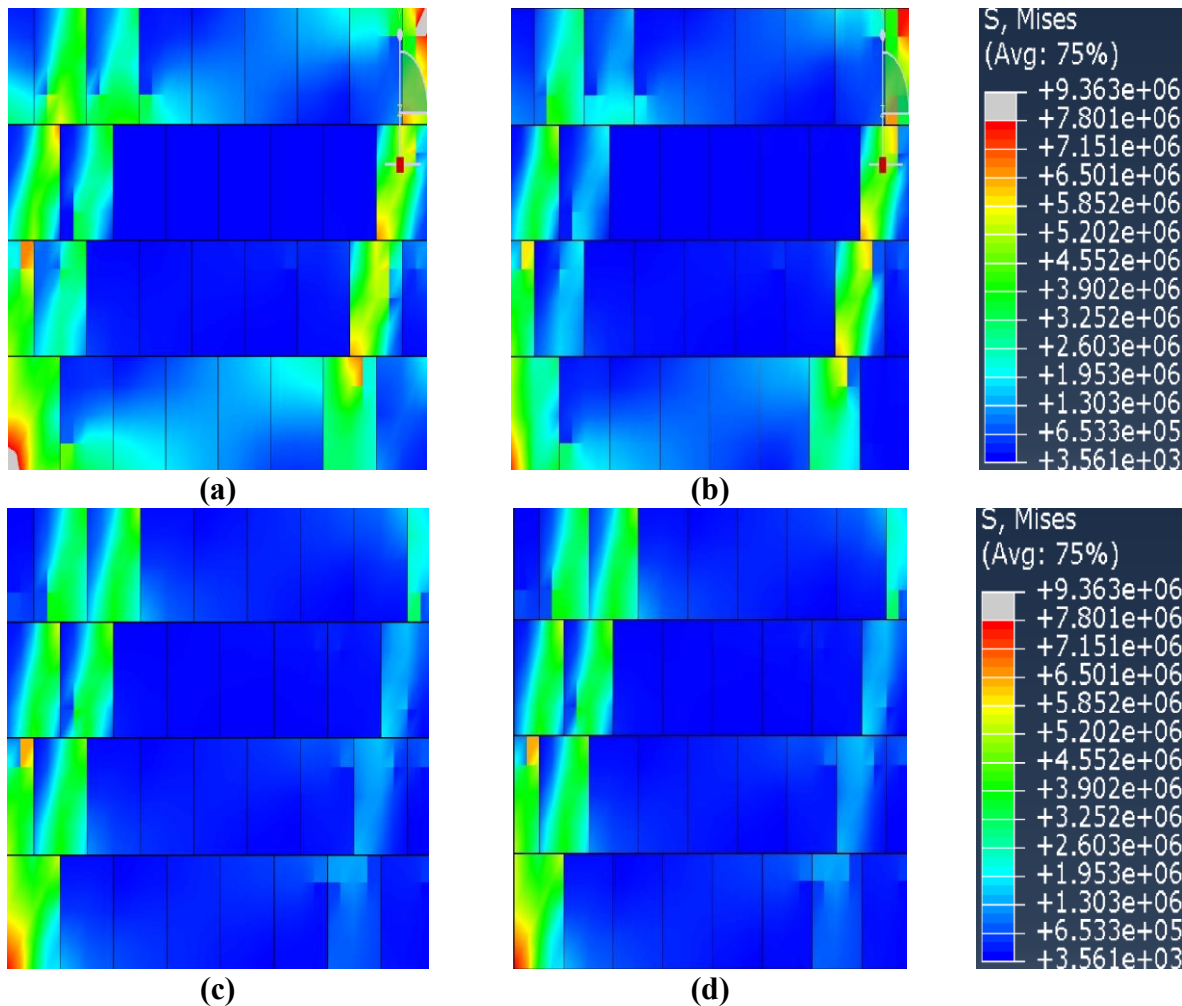 S, Mises
(Avg: 75%)
+9.363e+06
+7.801e+06
+7.151e+06
+6.501e+06
+5.852e+06
+5.202e+06
+4.552e+06
+3.902e+06
+3.252e+06
+2.603e+06
+1.953e+06
+1.303e+06
+6.533e+05
+3.561e+03
(a)
(b)
S, Mises
(Avg: 75%)
+9.363e+06
+7.801e+06
+7.151e+06
+6.501e+06
+5.852e+06
+5.202e+06
+4.552e+06
+3.902e+06
+3.252e+06
+2.603e+06
+1.953e+06
+1.303e+06
+6.533e+05
+3.561e+03
(c)
(d)